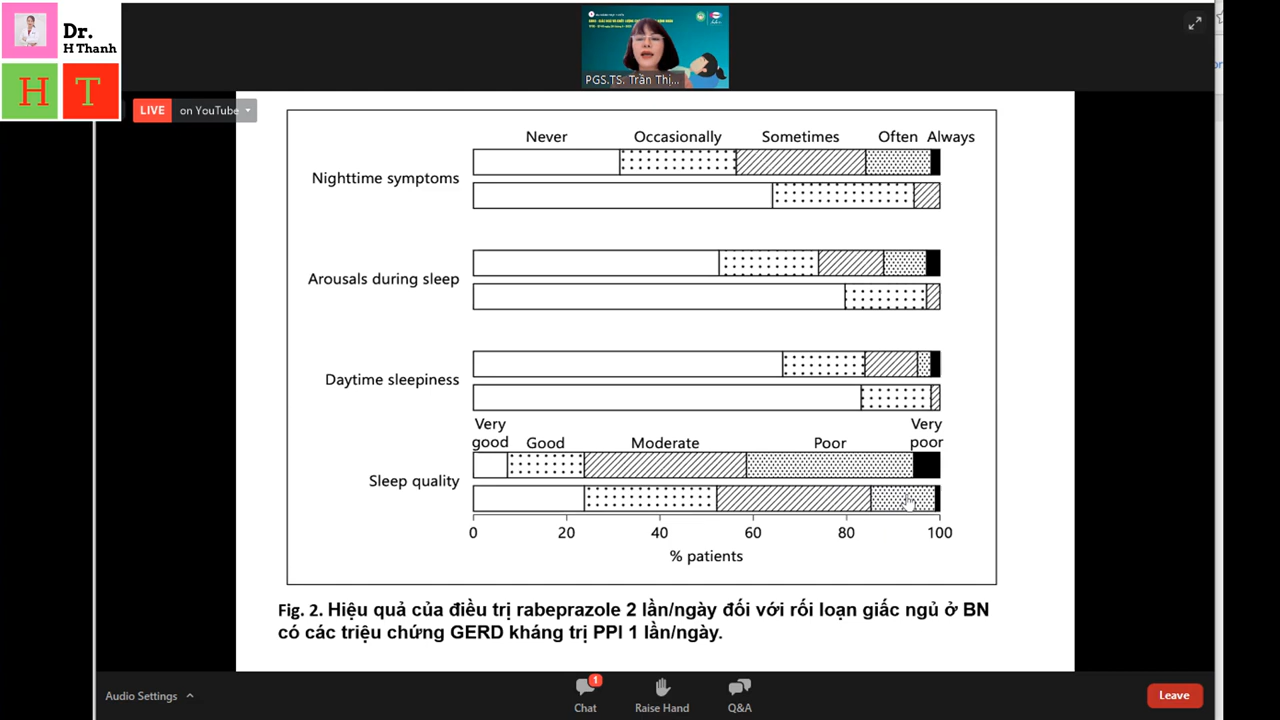 Dr.
H Thanh
H T
PGS.TS. Trần Thị...
LIVE on YouTube
Never Occasionally Sometimes Often Always
Nighttime symptoms
Arousals during sleep
Daytime sleepiness
Very good Good Moderate Poor Very poor
Sleep quality
0 20 40 60 80 100
% patients
Fig. 2. Hiệu quả của điều trị rabeprazole 2 lần/ngày đối với rối loạn giấc ngủ ở BN
có các triệu chứng GERD kháng trị PPI 1 lần/ngày.
Audio Settings
1
Chat
Raise Hand
Q&A
Leave